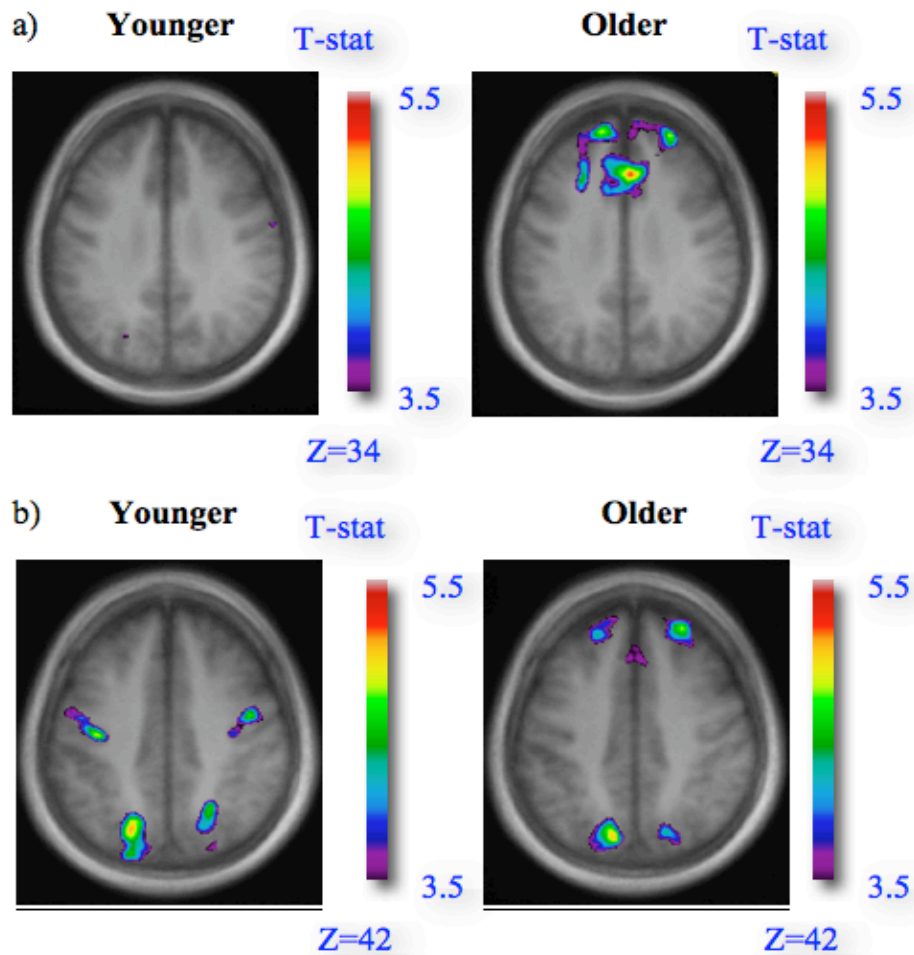 a) Younger T-stat Older T-stat
5.5 5.5
3.5 3.5
Z=34 Z=34
b) Younger T-stat Older T-stat
5.5 5.5
3.5 3.5
Z=42 Z=42